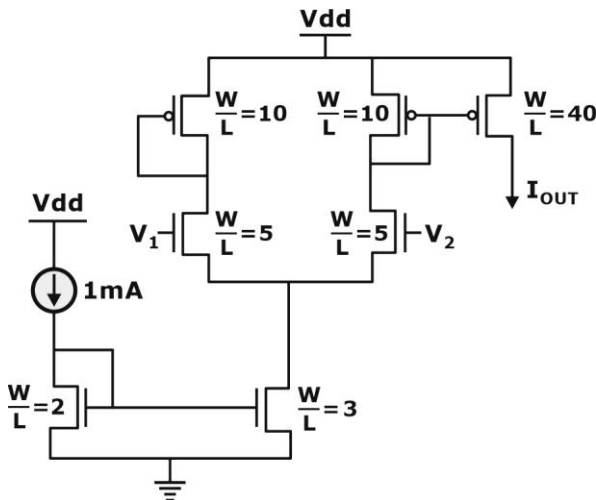 Vdd
W/L=10
W/L=10
W/L=40
IOUT
V1
W/L=5
W/L=5
V2
Vdd
1mA
W/L=2
W/L=3